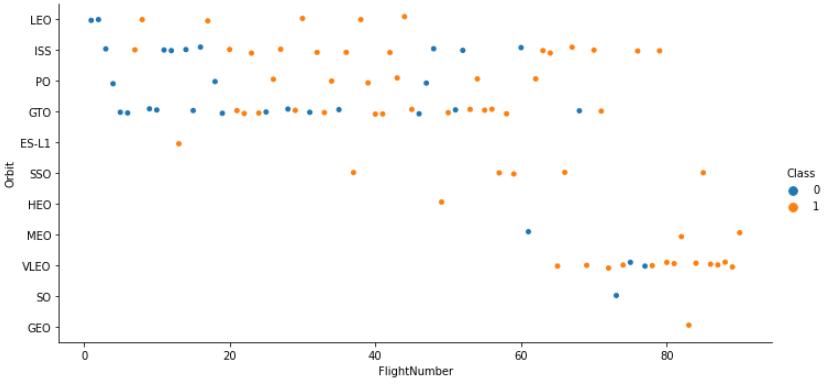 LEO
ISS
PO
GTO
ES-L1
SSO
HEO
MEO
VLEO
SO
GEO
Orbit
0
20
40
60
80
FlightNumber
Class
0
1